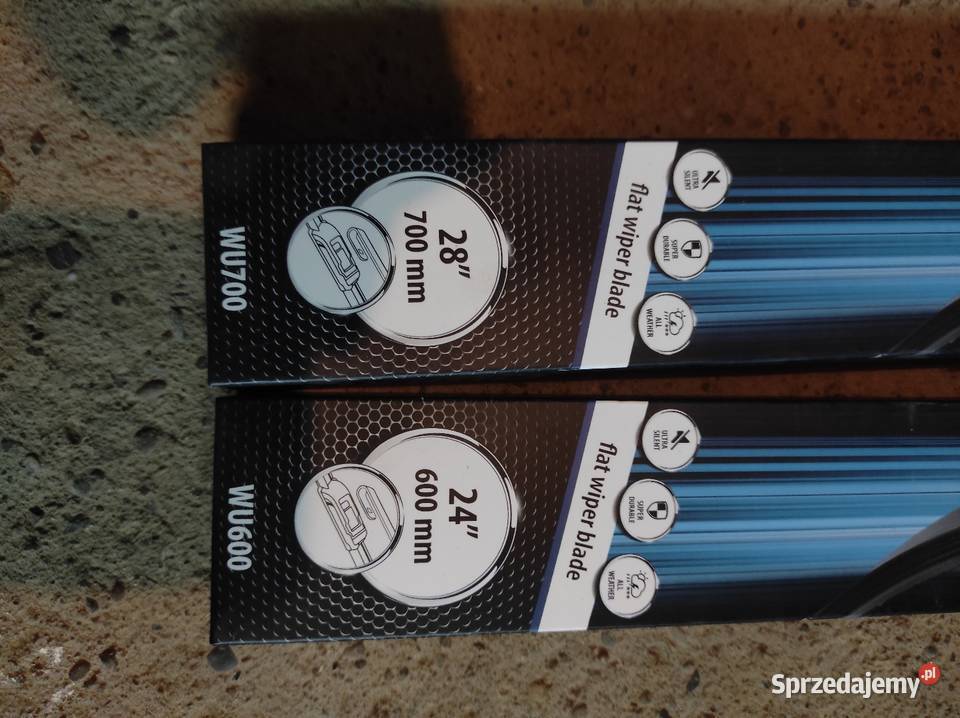 28"
700 mm
WU700
flat wiper blade
ULTRA
SILENT
SUPER
DURABLE
ALL
WEATHER
24"
600 mm
WU600
flat wiper blade
ULTRA
SILENT
SUPER
DURABLE
ALL
WEATHER
Sprzedajemy.pl